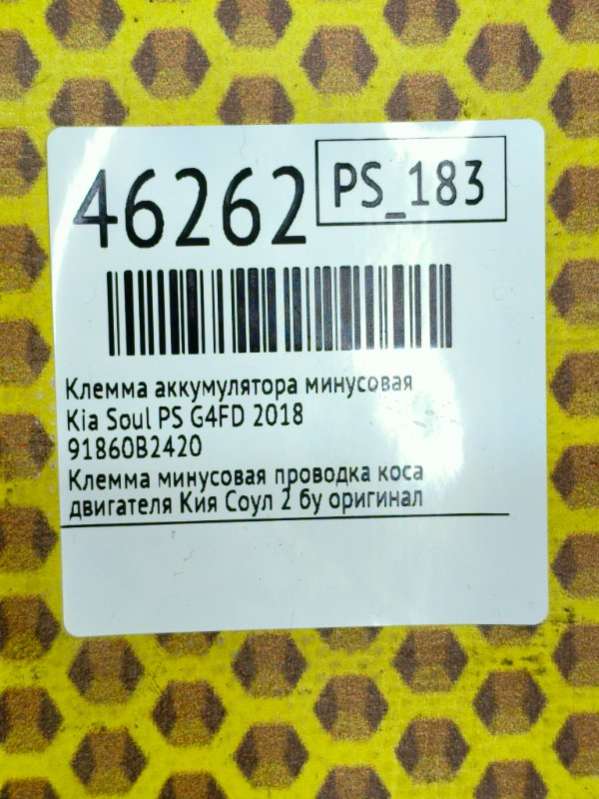 46262
PS_183
Клемма аккумулятора минусовая
Kia Soul PS G4FD 2018
91860B2420
Клемма минусовая проводка коса
двигателя Кия Соул 2 бу оригинал